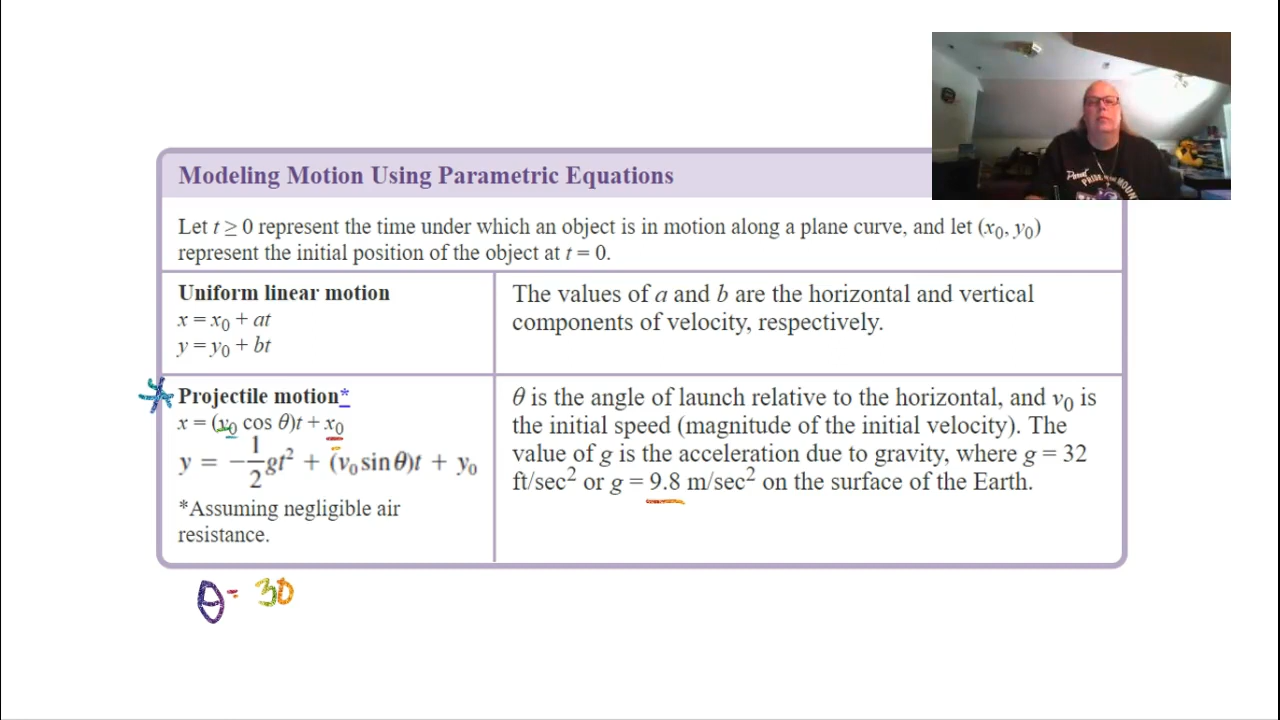 Modeling Motion Using Parametric Equations
Let t ≥ 0 represent the time under which an object is in motion along a plane curve, and let (x₀, y₀)
represent the initial position of the object at t = 0.
Uniform linear motion
x = x₀ + at
y = y₀ + bt
The values of a and b are the horizontal and vertical
components of velocity, respectively.
Projectile motion*
x = (v₀ cos θ)t + x₀
y = −1/2gt² + (v₀ sin θ)t + y₀
*Assuming negligible air
resistance.
θ is the angle of launch relative to the horizontal, and v₀ is
the initial speed (magnitude of the initial velocity). The
value of g is the acceleration due to gravity, where g = 32
ft/sec² or g = 9.8 m/sec² on the surface of the Earth.
θ = 30
PRIDE